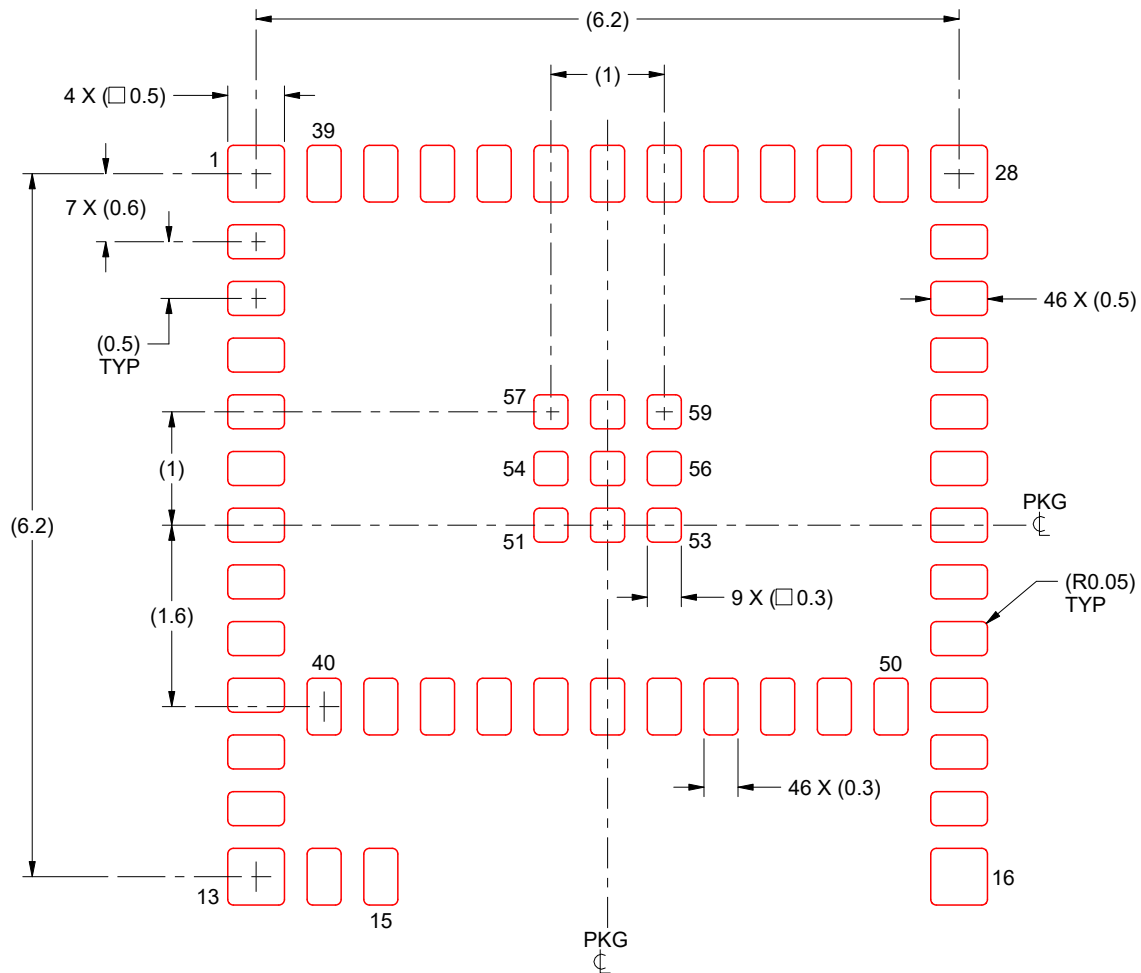 (6.2)
(1)
4 X (□ 0.5)
39
1
28
7 X (0.6)
46 X (0.5)
(0.5)
TYP
57
59
(1)
54
56
(6.2)
PKG
℄
51
53
(R0.05)
TYP
9 X (□ 0.3)
(1.6)
40
50
46 X (0.3)
13
16
15
PKG
℄